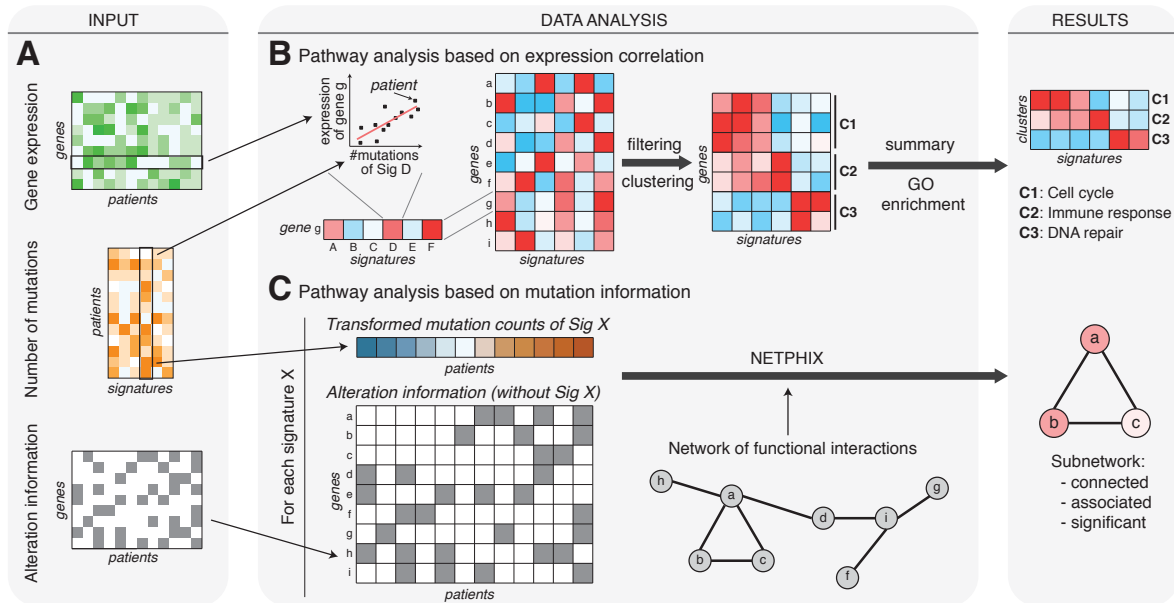 INPUT
DATA ANALYSIS
RESULTS
A
Gene expression
genes
patients
Number of mutations
patients
signatures
Alteration information
genes
patients
B Pathway analysis based on expression correlation
expression
of gene g
patient
#mutations
of Sig D
gene g
A B C D E F
signatures
genes
a
b
c
d
e
f
g
h
i
signatures
filtering
clustering
genes
C1
C2
C3
signatures
summary
GO
enrichment
clusters
C1
C2
C3
signatures
C1: Cell cycle
C2: Immune response
C3: DNA repair
C Pathway analysis based on mutation information
For each signature X
Transformed mutation counts of Sig X
patients
Alteration information (without Sig X)
genes
a
b
c
d
e
f
g
h
i
patients
NETPHIX
Network of functional interactions
h
a
g
d
i
b
c
f
a
b
c
Subnetwork:
- connected
- associated
- significant